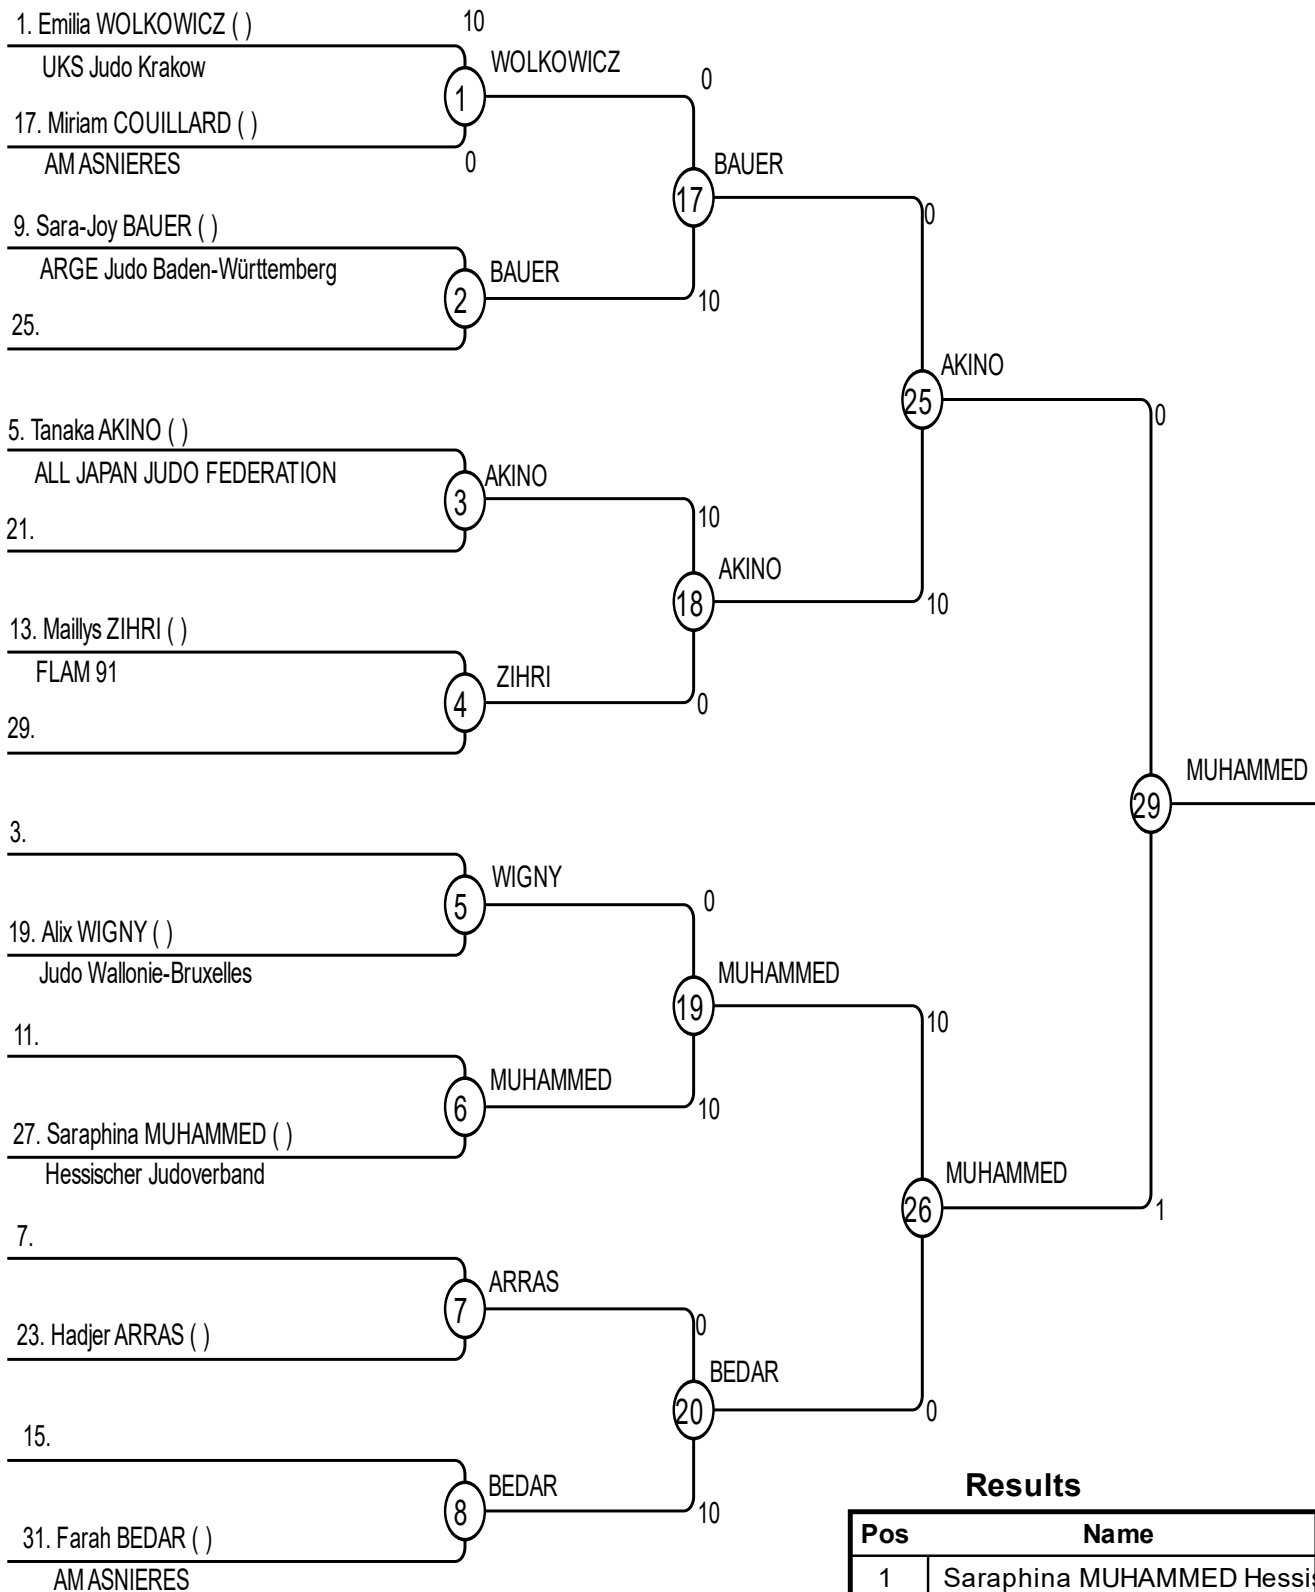 1. Emilia WOLKOWICZ ( )
10
UKS Judo Krakow
WOLKOWICZ
0
1
17. Miriam COUILLARD ( )
AM ASNIERES
0
BAUER
17
0
9. Sara-Joy BAUER ( )
ARGE Judo Baden-Württemberg
BAUER
2
10
25.
AKINO
25
0
5. Tanaka AKINO ( )
ALL JAPAN JUDO FEDERATION
AKINO
3
10
21.
AKINO
18
10
13. Maillys ZIHRI ( )
FLAM 91
ZIHRI
4
0
29.
MUHAMMED
29
3.
WIGNY
5
0
19. Alix WIGNY ( )
Judo Wallonie-Bruxelles
MUHAMMED
19
10
11.
MUHAMMED
6
10
27. Saraphina MUHAMMED ( )
Hessischer Judoverband
MUHAMMED
26
1
7.
ARRAS
7
0
23. Hadjer ARRAS ( )
BEDAR
20
0
15.
BEDAR
8
10
31. Farah BEDAR ( )
AM ASNIERES
Results
Pos Name
1 Saraphina MUHAMMED Hessis